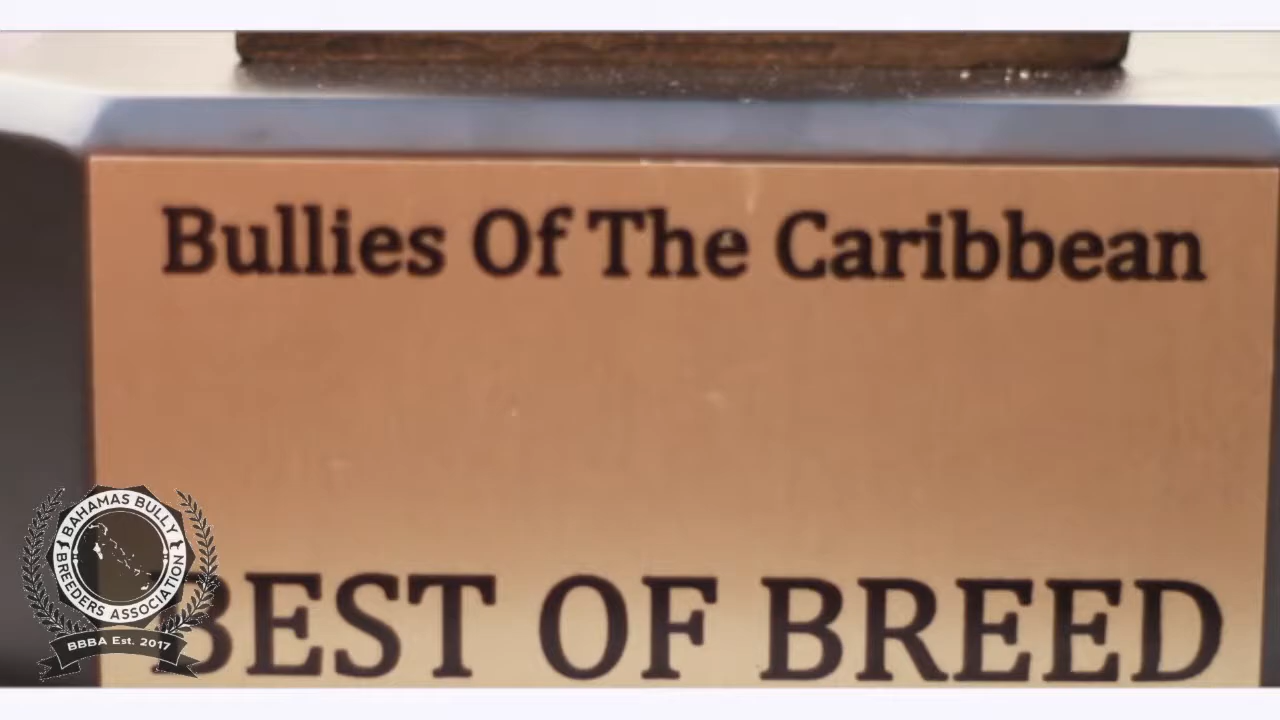 Bullies Of The Caribbean
BEST OF BREED
BAHAMAS BULLY
BREEDERS ASSOCIATION
BBBA Est. 2017